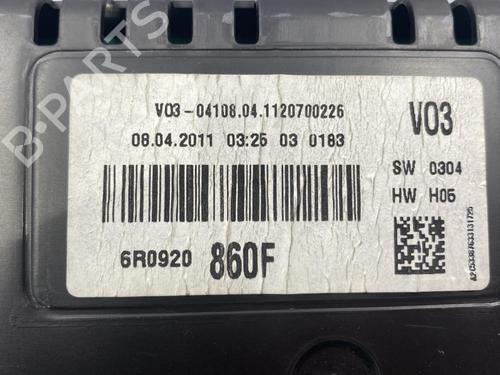 V03-04108.04.1120700226
08.04.2011 03:25 03 0183
V03
SW 0304
HW H05
6R0920 860F
A2C53387633131725
B-PARTS